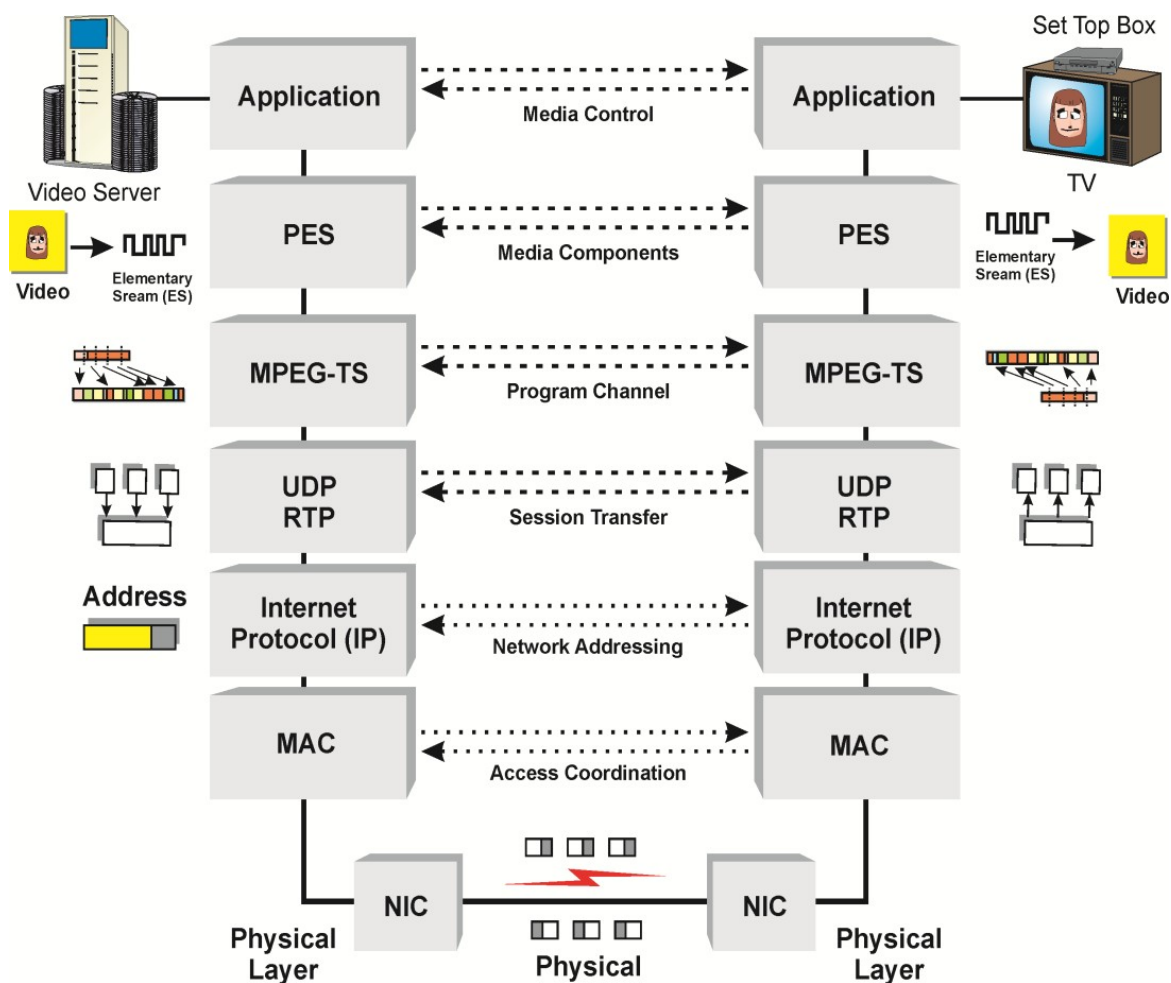 Set Top Box
Application
Application
Media Control
Video Server
TV
PES
PES
Media Components
Elementary
Sream (ES)
Video
Elementary
Sream (ES)
Video
MPEG-TS
MPEG-TS
Program Channel
UDP
RTP
UDP
RTP
Session Transfer
Address
Internet
Protocol (IP)
Internet
Protocol (IP)
Network Addressing
MAC
MAC
Access Coordination
NIC
NIC
Physical
Layer
Physical
Physical
Layer